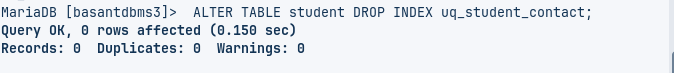 MariaDB [basantdbms3]>  ALTER TABLE student DROP INDEX uq_student_contact;
Query OK, 0 rows affected (0.150 sec)
Records: 0  Duplicates: 0  Warnings: 0